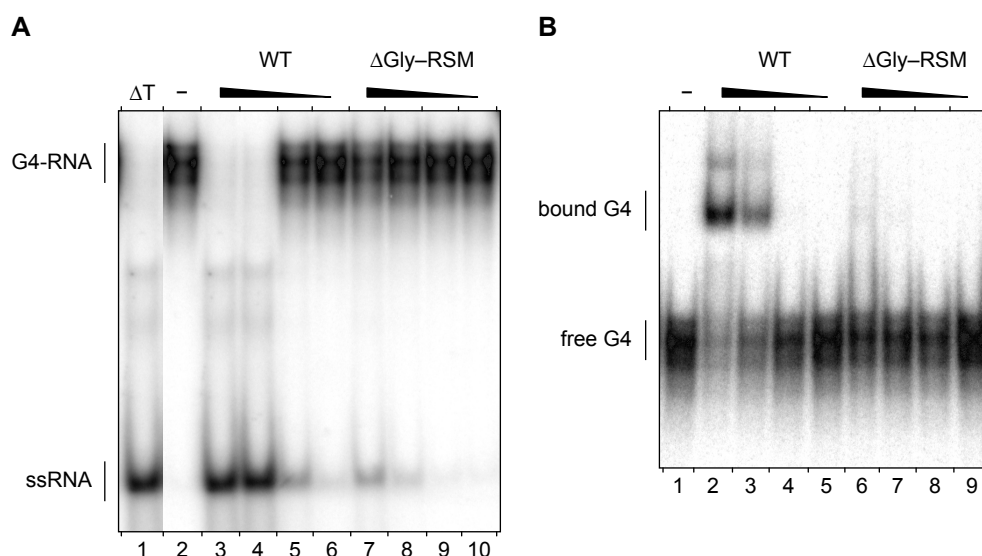 A
WT ΔGly–RSM
ΔT –
G4-RNA
ssRNA
1 2 3 4 5 6 7 8 9 10
B
WT ΔGly–RSM
–
bound G4
free G4
1 2 3 4 5 6 7 8 9